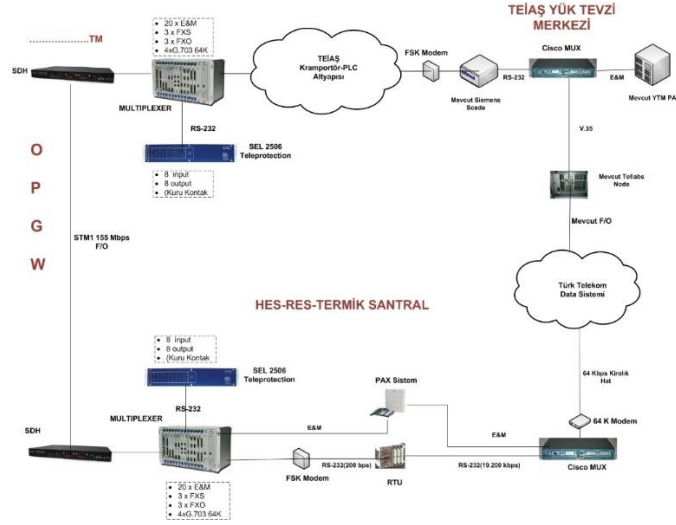 TEİAŞ YÜK TEVZİ
MERKEZİ
................... TM
• 20 x E&M
• 3 x FXS
• 3 x FXO
• 4xG.703 64K
SDH
MULTIPLEXER
TEİAŞ
Kranportör-PLC
Altyapısı
FSK Modem
Mevcut Siemens
Scada
RS-232
Cisco MUX
E&M
Mevcut YTM PA
RS-232
SEL 2506
Teleprotection
• 8 input
• 8 output
• (Kuru Kontak
V.35
Mevcut Tellabs
Node
Mevcut F/O
O
P
G
W
STM1 155 Mbps
F/O
Türk Telekom
Data Sistemi
HES-RES-TERMİK SANTRAL
• 8 input
• 8 output
• (Kuru Kontak
SEL 2506
Teleprotection
RS-232
MULTIPLEXER
PAX Sistem
64 Kbps Kiralık
Hat
64 K Modem
SDH
E&M
E&M
FSK Modem
RS-232(200 bps)
RTU
RS-232(19.200 kbps)
Cisco MUX
• 20 x E&M
• 3 x FXS
• 3 x FXO
• 4xG.703 64K